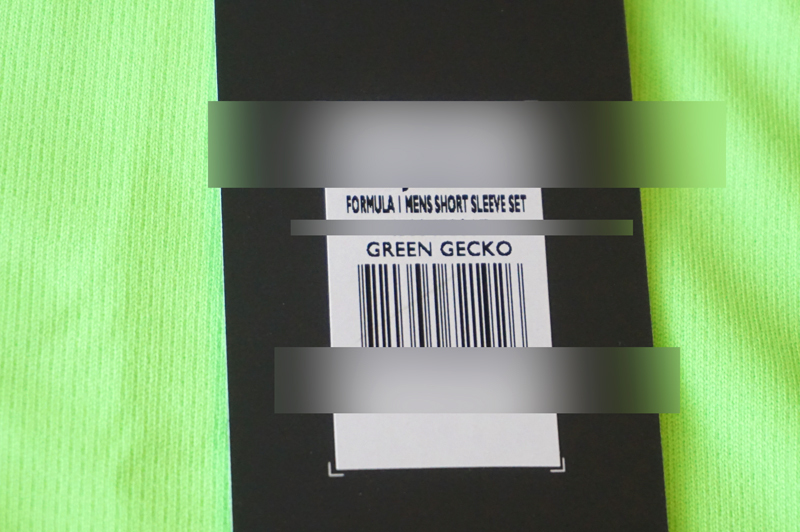 FORMULA 1 MENS SHORT SLEEVE SET
GREEN GECKO